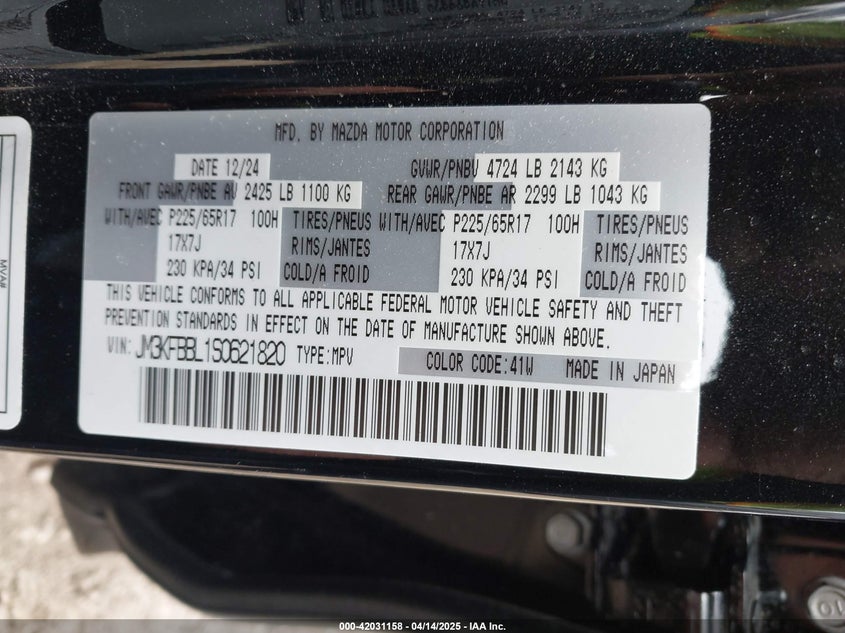 MFD. BY MAZDA MOTOR CORPORATION
DATE 12/24 GVWR/PNBV 4724 LB 2143 KG
FRONT GAWR/PNBE AV 2425 LB 1100 KG REAR GAWR/PNBE AR 2299 LB 1043 KG
WITH/AVEC P225/65R17 100H TIRES/PNEUS WITH/AVEC P225/65R17 100H TIRES/PNEUS
17X7J RIMS/JANTES 17X7J RIMS/JANTES
230 KPA/34 PSI COLD/A FROID 230 KPA/34 PSI COLD/A FROID
THIS VEHICLE CONFORMS TO ALL APPLICABLE FEDERAL MOTOR VEHICLE SAFETY AND THEFT
PREVENTION STANDARDS IN EFFECT ON THE DATE OF MANUFACTURE SHOWN ABOVE.
VIN: JM3KFBBL1S0621820 TYPE:MPV COLOR CODE:41W MADE IN JAPAN
MVA#
10
000-42031158 - 04/14/2025 - IAA Inc.